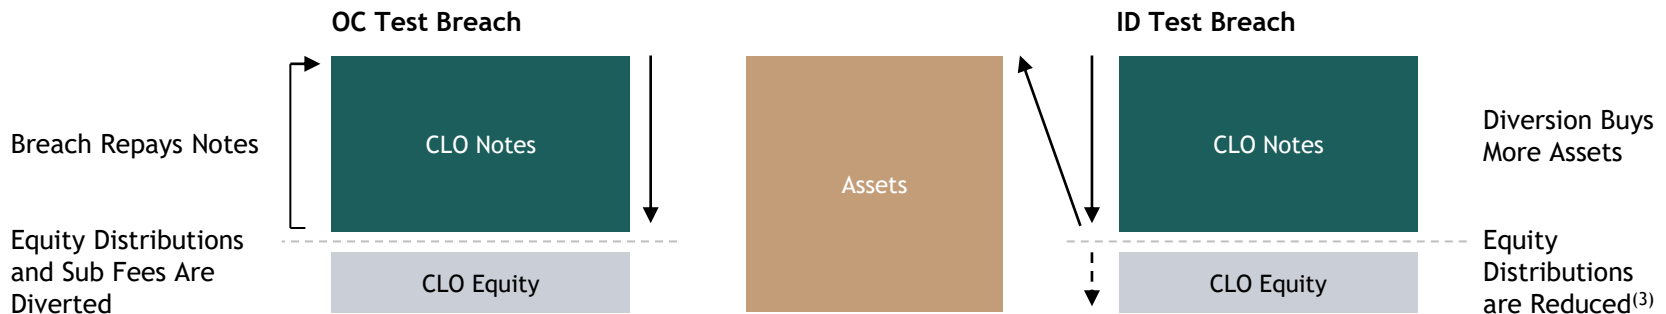 OC Test Breach
ID Test Breach
Breach Repays Notes
CLO Notes
Assets
CLO Notes
Diversion Buys
More Assets
Equity Distributions
and Sub Fees Are
Diverted
CLO Equity
CLO Equity
Equity
Distributions
are Reduced(3)